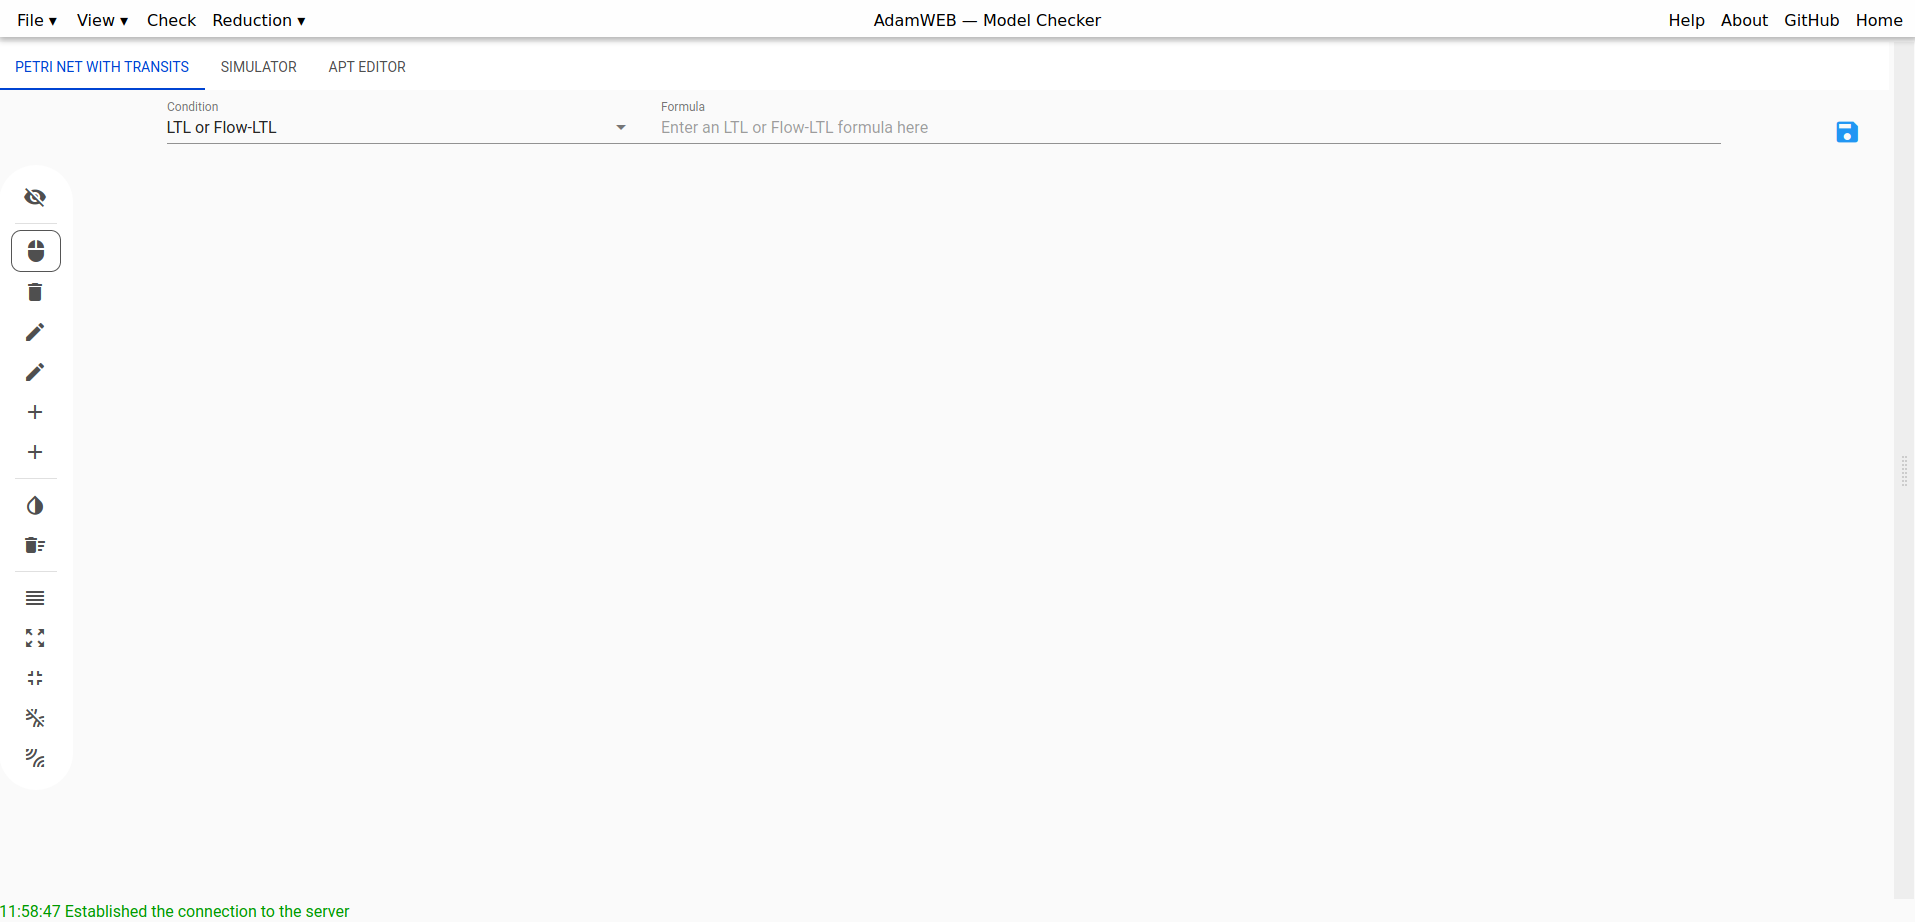 File ▾ View ▾ Check Reduction ▾ AdamWEB — Model Checker Help About GitHub Home
PETRI NET WITH TRANSITS SIMULATOR APT EDITOR
Condition Formula
LTL or Flow-LTL Enter an LTL or Flow-LTL formula here
11:58:47 Established the connection to the server